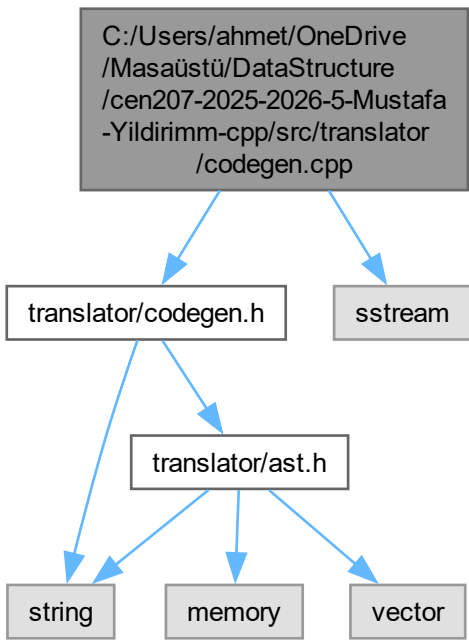 C:/Users/ahmet/OneDrive
/Masaüstü/DataStructure
/cen207-2025-2026-5-Mustafa
-Yildirimm-cpp/src/translator
/codegen.cpp
translator/codegen.h
sstream
translator/ast.h
string
memory
vector